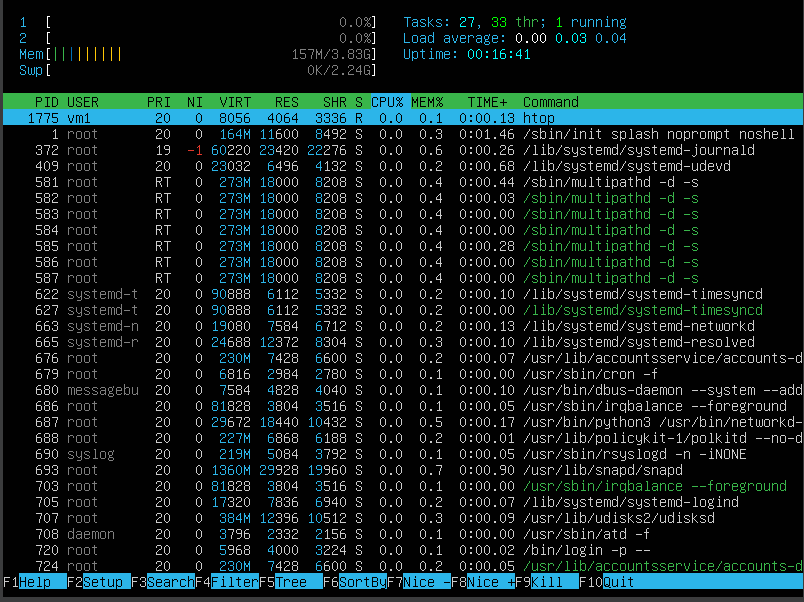 1  [                        0.0%]   Tasks: 27, 33 thr; 1 running
2  [                        0.0%]   Load average: 0.00 0.03 0.04
Mem[|||||||||         157M/3.83G]   Uptime: 00:16:41
Swp[                    0K/2.24G]
PID USER PRI NI VIRT RES SHR S CPU% MEM% TIME+ Command
1775 vm1 20 0 8056 4064 3336 R 0.0 0.1 0:00.13 htop
1 root 20 0 164M 11600 8492 S 0.0 0.3 0:01.46 /sbin/init splash noprompt noshell
372 root 19 -1 60220 23420 22276 S 0.0 0.6 0:00.26 /lib/systemd/systemd-journald
409 root 20 0 23032 6496 4132 S 0.0 0.2 0:00.68 /lib/systemd/systemd-udevd
581 root RT 0 273M 18000 8208 S 0.0 0.4 0:00.44 /sbin/multipathd -d -s
582 root RT 0 273M 18000 8208 S 0.0 0.4 0:00.03 /sbin/multipathd -d -s
583 root RT 0 273M 18000 8208 S 0.0 0.4 0:00.00 /sbin/multipathd -d -s
584 root RT 0 273M 18000 8208 S 0.0 0.4 0:00.00 /sbin/multipathd -d -s
585 root RT 0 273M 18000 8208 S 0.0 0.4 0:00.28 /sbin/multipathd -d -s
586 root RT 0 273M 18000 8208 S 0.0 0.4 0:00.00 /sbin/multipathd -d -s
587 root RT 0 273M 18000 8208 S 0.0 0.4 0:00.00 /sbin/multipathd -d -s
622 systemd-t 20 0 90888 6112 5332 S 0.0 0.2 0:00.10 /lib/systemd/systemd-timesyncd
627 systemd-t 20 0 90888 6112 5332 S 0.0 0.2 0:00.00 /lib/systemd/systemd-timesyncd
663 systemd-n 20 0 19080 7584 6712 S 0.0 0.2 0:00.13 /lib/systemd/systemd-networkd
665 systemd-r 20 0 24688 12372 8304 S 0.0 0.3 0:00.10 /lib/systemd/systemd-resolved
676 root 20 0 230M 7428 6600 S 0.0 0.2 0:00.07 /usr/lib/accountsservice/accounts-d
679 root 20 0 6816 2984 2780 S 0.0 0.1 0:00.00 /usr/sbin/cron -f
680 messagebu 20 0 7584 4828 4040 S 0.0 0.1 0:00.10 /usr/bin/dbus-daemon --system --add
686 root 20 0 81828 3804 3516 S 0.0 0.1 0:00.05 /usr/sbin/irqbalance --foreground
687 root 20 0 29672 18440 10432 S 0.0 0.5 0:00.17 /usr/bin/python3 /usr/bin/networkd-
688 root 20 0 227M 6868 6188 S 0.0 0.2 0:00.01 /usr/lib/policykit-1/polkitd --no-d
690 syslog 20 0 219M 5084 3792 S 0.0 0.1 0:00.05 /usr/sbin/rsyslogd -n -iNONE
693 root 20 0 1360M 29928 19960 S 0.0 0.7 0:00.90 /usr/lib/snapd/snapd
703 root 20 0 81828 3804 3516 S 0.0 0.1 0:00.00 /usr/sbin/irqbalance --foreground
705 root 20 0 17320 7836 6940 S 0.0 0.2 0:00.07 /lib/systemd/systemd-logind
707 root 20 0 384M 12396 10512 S 0.0 0.3 0:00.09 /usr/lib/udisks2/udisksd
708 daemon 20 0 3796 2332 2156 S 0.0 0.1 0:00.00 /usr/sbin/atd -f
720 root 20 0 5968 4000 3224 S 0.0 0.1 0:00.02 /bin/login -p --
724 root 20 0 230M 7428 6600 S 0.0 0.2 0:00.05 /usr/lib/accountsservice/accounts-d
F1Help F2Setup F3SearchF4FilterF5Tree F6SortByF7Nice -F8Nice +F9Kill F10Quit